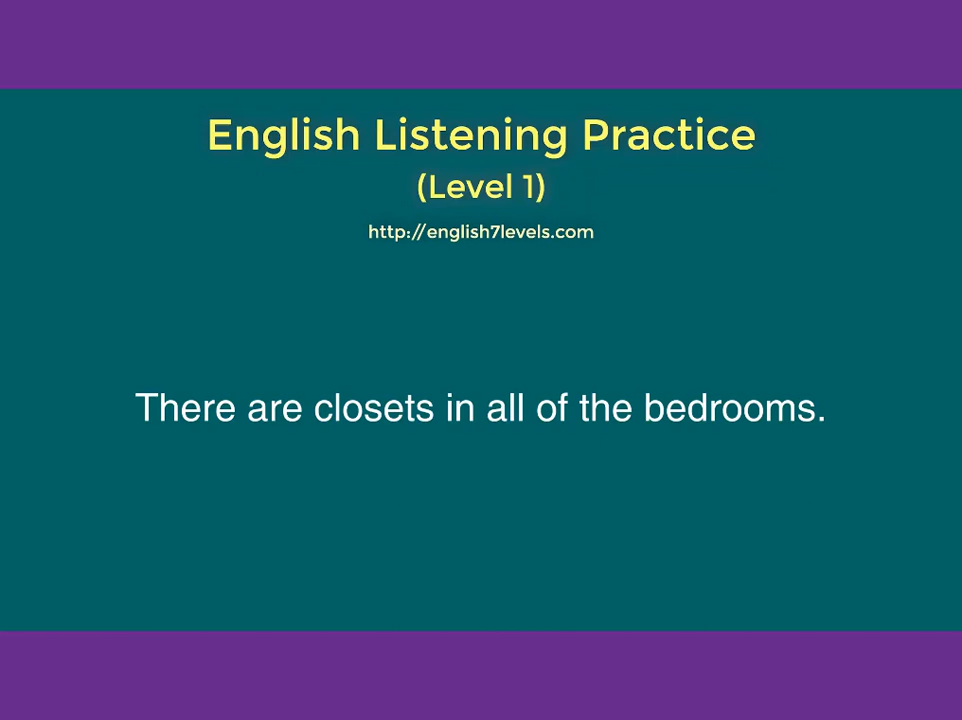 English Listening Practice
(Level 1)
http://english7levels.com
There are closets in all of the bedrooms.